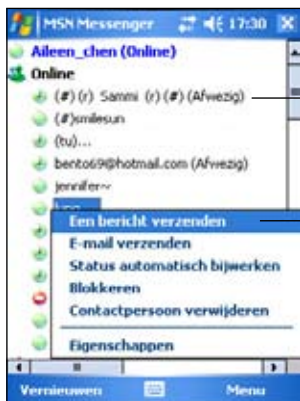 MSN Messenger 17:30
Aileen_chen (Online)
Online
(#) (r) Sammi (r) (#) (Afwezig)
(#)smilesun
(tu)...
bento69@hotmail.com (Afwezig)
jennifer~
Een bericht verzenden
E-mail verzenden
Status automatisch bijwerken
Blokkeren
Contactpersoon verwijderen
Eigenschappen
Vernieuwen Menu